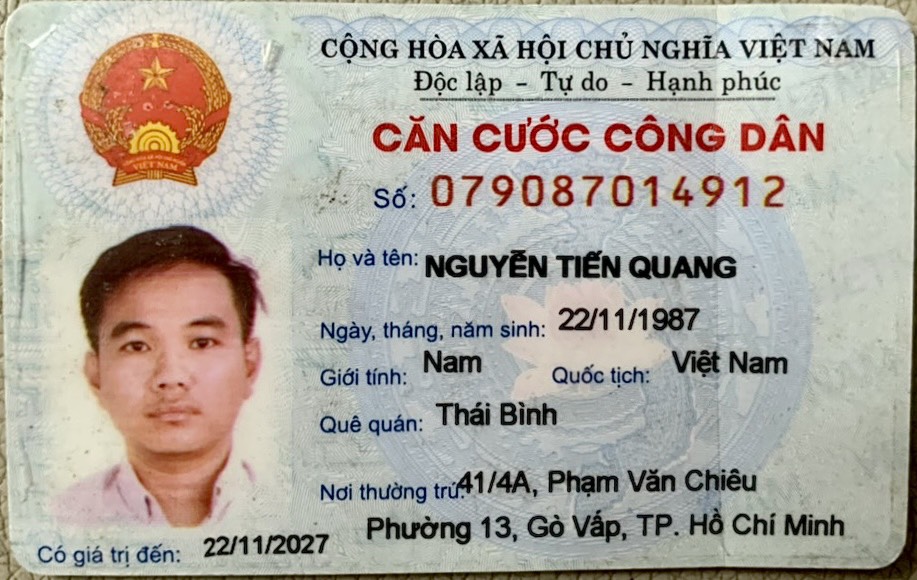 CỘNG HÒA XÃ HỘI CHỦ NGHĨA VIỆT NAM
Độc lập – Tự do – Hạnh phúc
CĂN CƯỚC CÔNG DÂN
Số: 079087014912
Họ và tên: NGUYỄN TIẾN QUANG
Ngày, tháng, năm sinh: 22/11/1987
Giới tính: Nam Quốc tịch: Việt Nam
Quê quán: Thái Bình
Nơi thường trú: 41/4A, Phạm Văn Chiêu
Phường 13, Gò Vấp, TP. Hồ Chí Minh
Có giá trị đến: 22/11/2027
VIỆT NAM